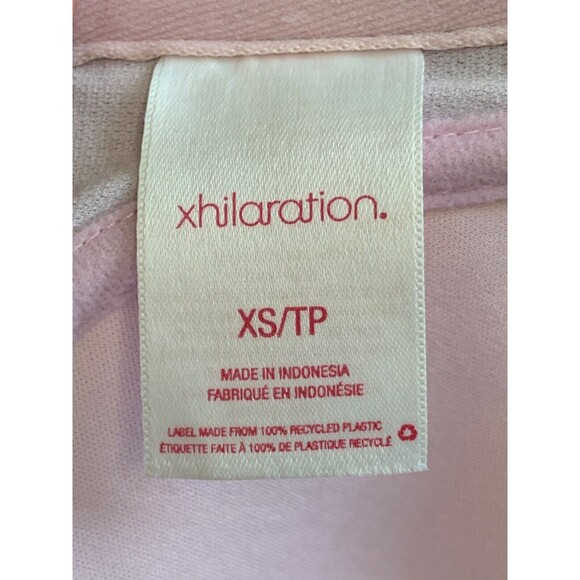 xhilaration.
XS/TP
MADE IN INDONESIA
FABRIQUÉ EN INDONÉSIE
LABEL MADE FROM 100% RECYCLED PLASTIC
ÉTIQUETTE FAITE À 100% DE PLASTIQUE RECYCLÉ